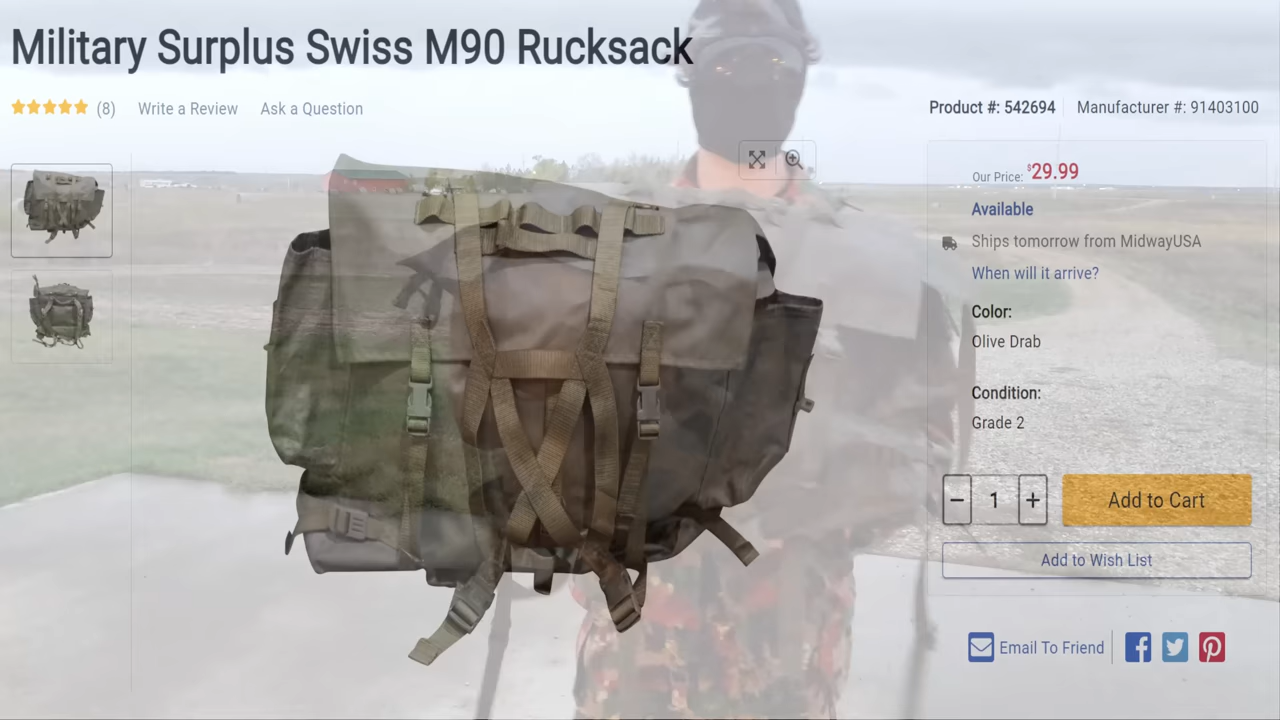 Military Surplus Swiss M90 Rucksack
(8) Write a Review Ask a Question
Product #: 542694 Manufacturer #: 91403100
Our Price: $29.99
Available
Ships tomorrow from MidwayUSA
When will it arrive?
Color:
Olive Drab
Condition:
Grade 2
− 1 + Add to Cart
Add to Wish List
Email To Friend